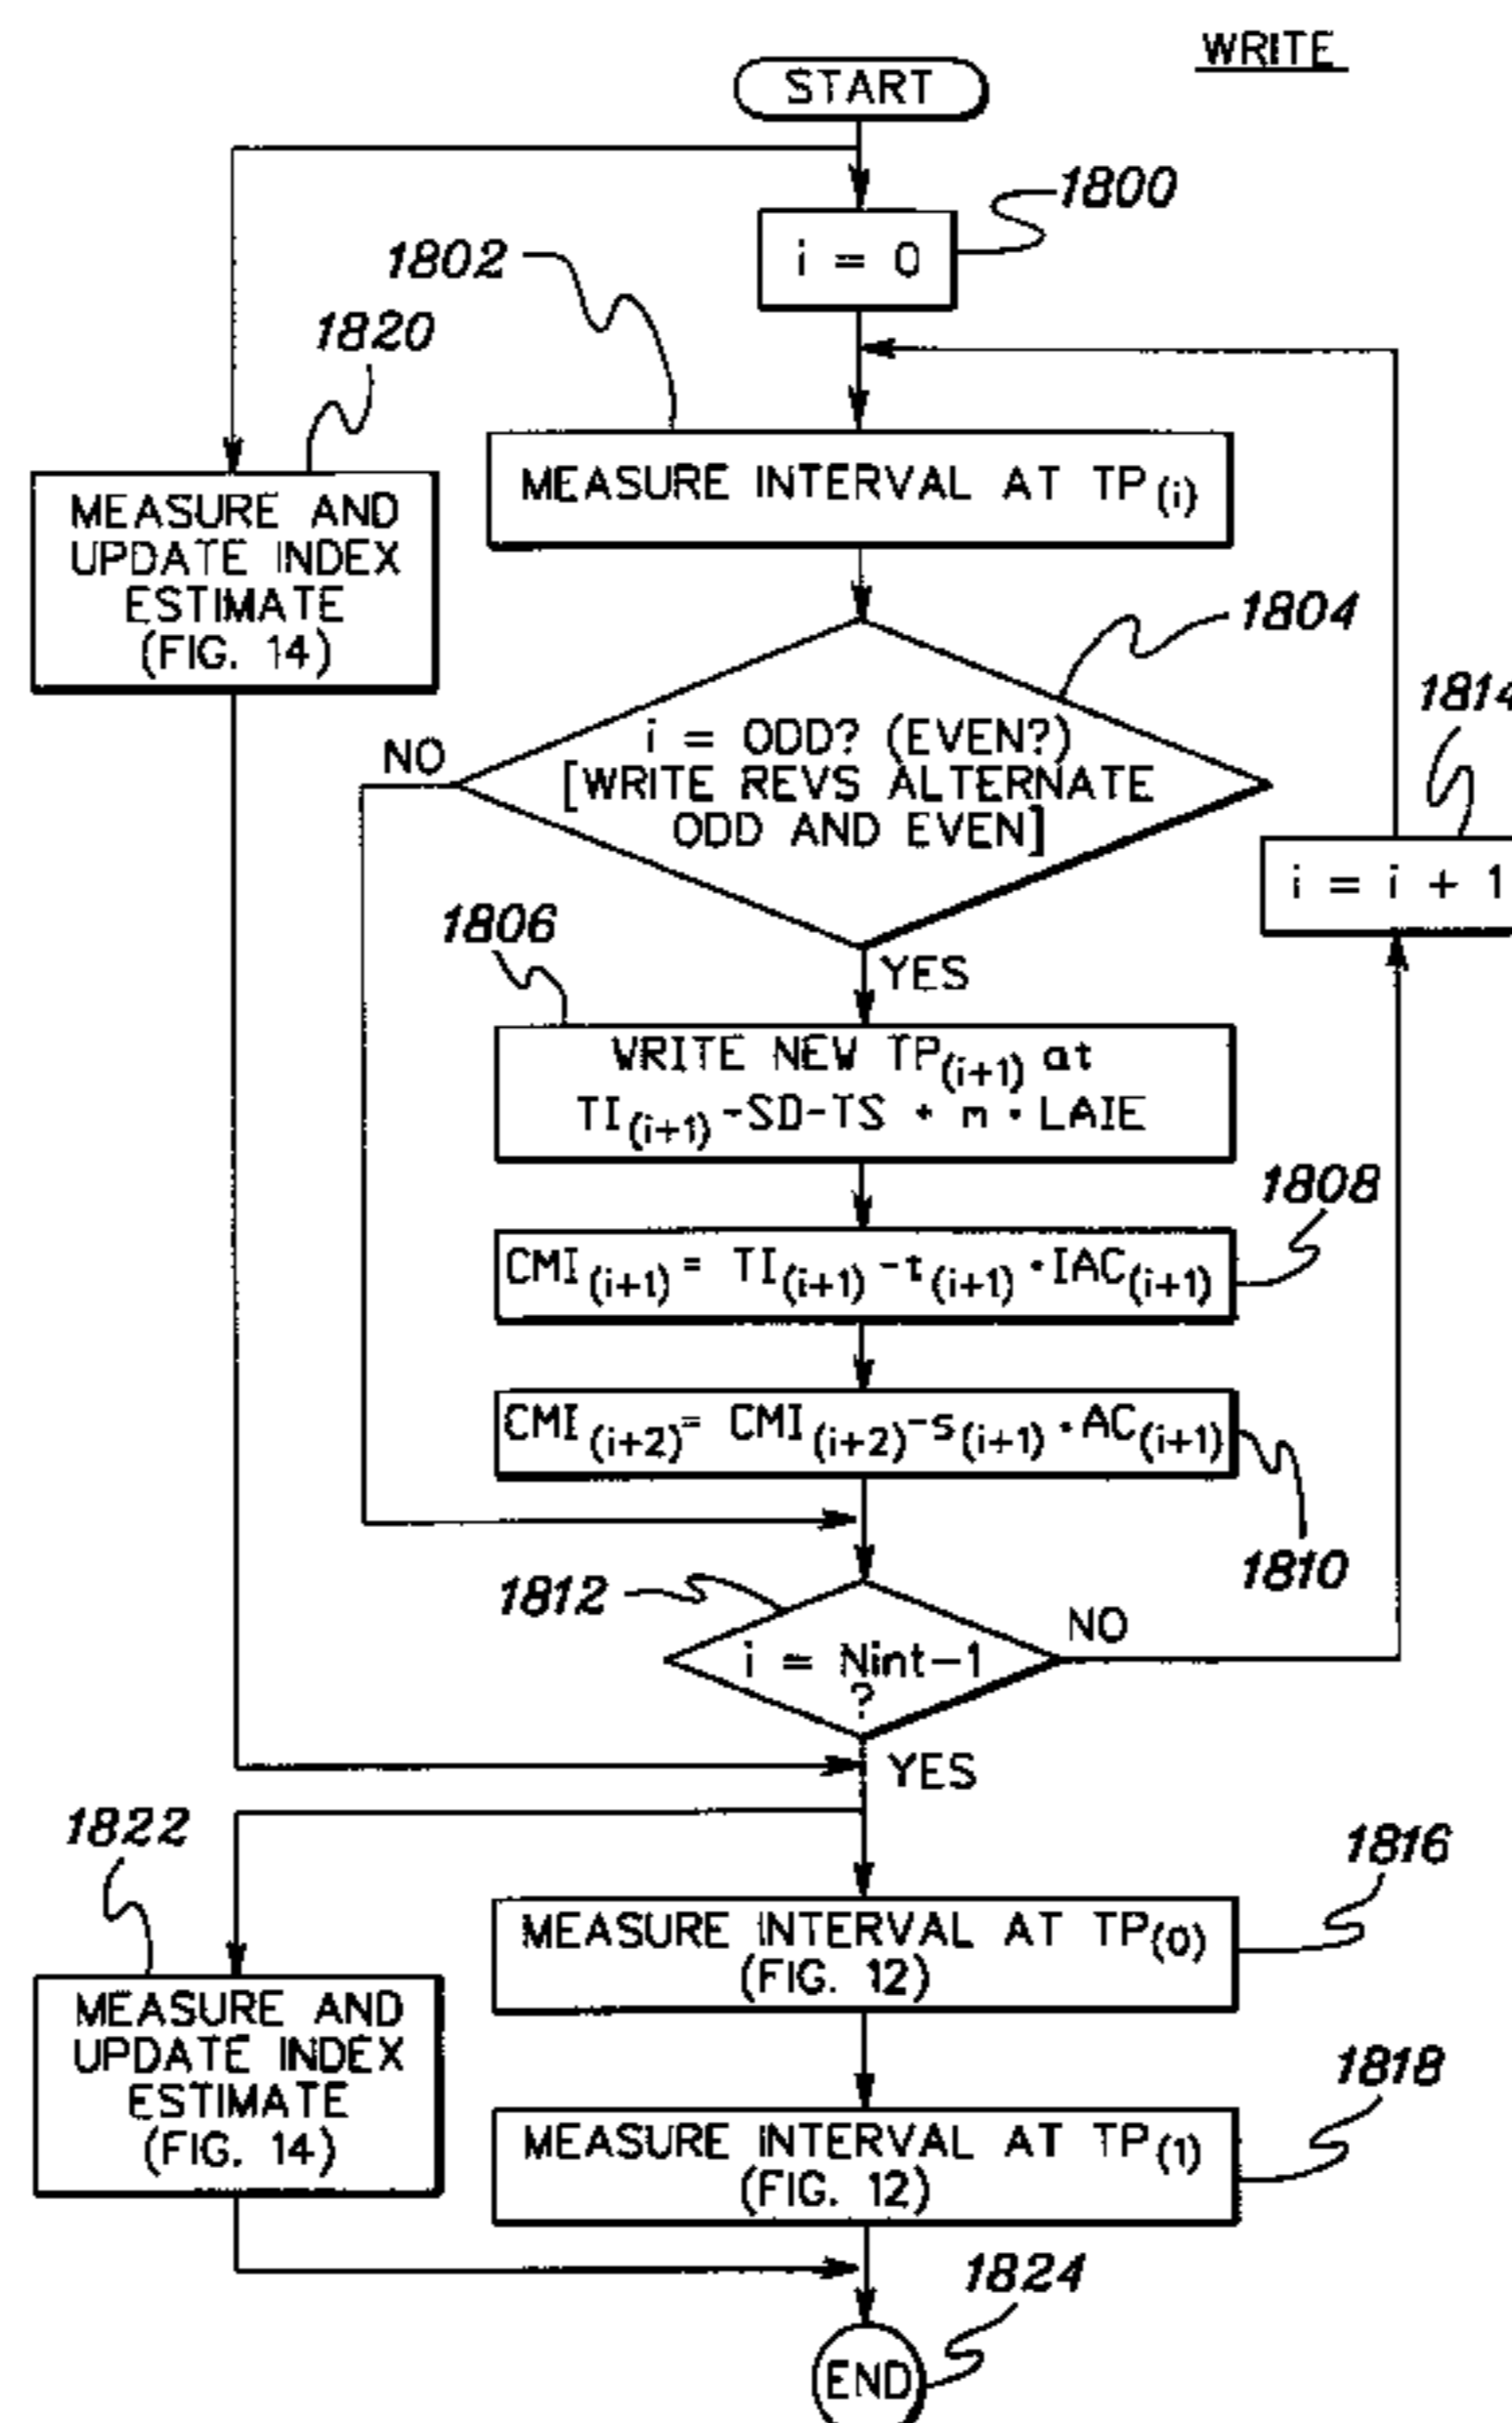 WRITE
START
1800
i = 0
1802
1820
MEASURE INTERVAL AT TP(i)
MEASURE AND
UPDATE INDEX
ESTIMATE
(FIG. 14)
1804
1814
NO
i = ODD? (EVEN?)
[WRITE REVS ALTERNATE
ODD AND EVEN]
i = i + 1
1806
YES
WRITE NEW TP(i+1) at
TI(i+1) -SD-TS + m • LAIE
1808
CMI(i+1) = TI(i+1) -t(i+1) •IAC(i+1)
CMI(i+2)= CMI(i+2)-s(i+1) •AC(i+1)
1810
1812
NO
i = Nint-1
?
YES
1822
1816
MEASURE INTERVAL AT TP(0)
(FIG. 12)
MEASURE AND
UPDATE INDEX
ESTIMATE
(FIG. 14)
1818
MEASURE INTERVAL AT TP(1)
(FIG. 12)
1824
END